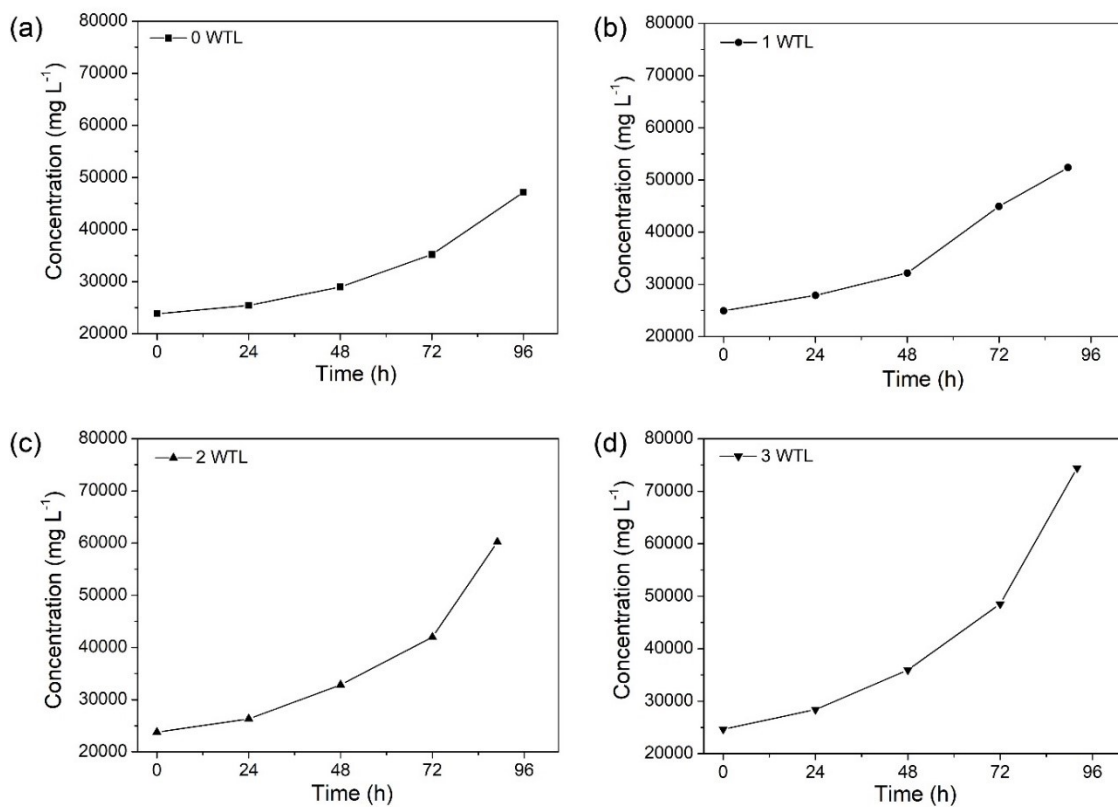 (a)
0 WTL
80000
70000
60000
50000
40000
30000
20000
Concentration (mg L⁻¹)
0 24 48 72 96
Time (h)
(b)
1 WTL
80000
70000
60000
50000
40000
30000
20000
Concentration (mg L⁻¹)
0 24 48 72 96
Time (h)
(c)
2 WTL
80000
70000
60000
50000
40000
30000
20000
Concentration (mg L⁻¹)
0 24 48 72 96
Time (h)
(d)
3 WTL
80000
70000
60000
50000
40000
30000
20000
Concentration (mg L⁻¹)
0 24 48 72 96
Time (h)